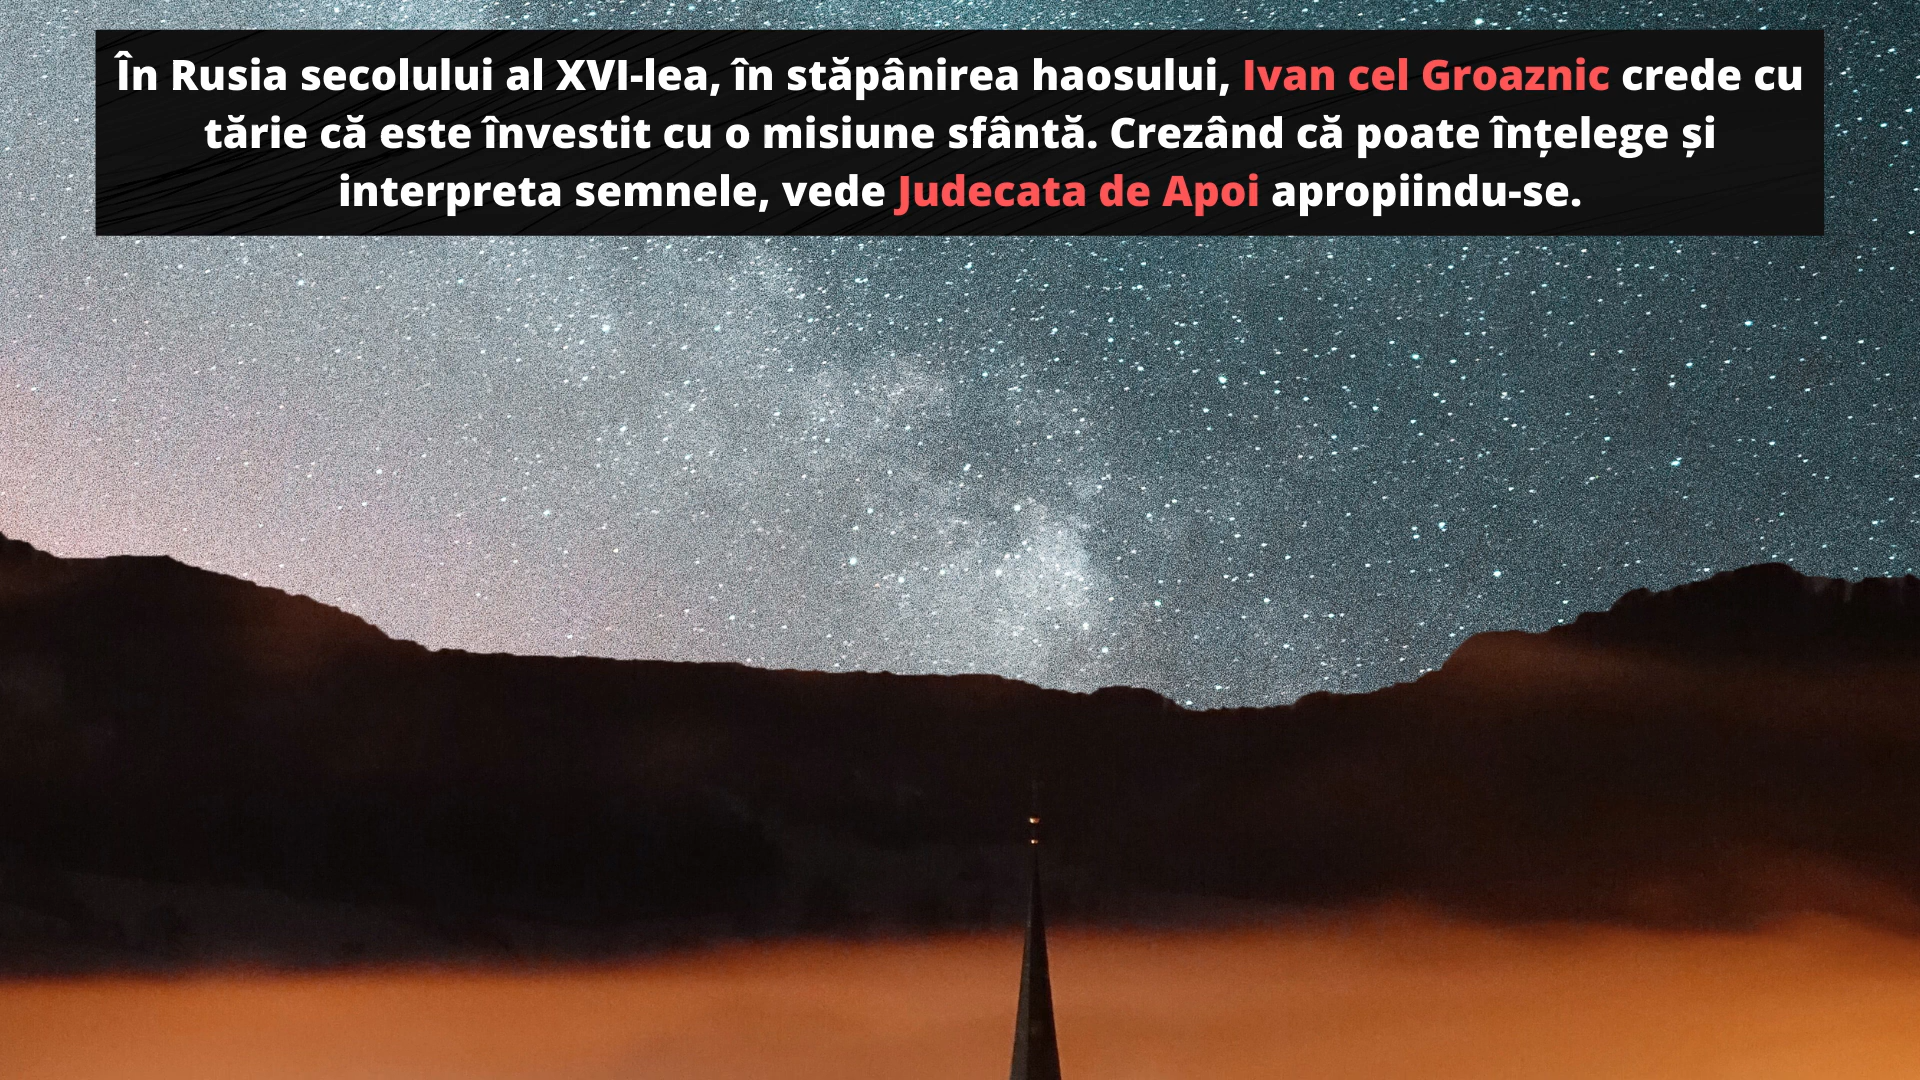 În Rusia secolului al XVI-lea, în stăpânirea haosului, Ivan cel Groaznic crede cu
tărie că este învestit cu o misiune sfântă. Crezând că poate înțelege și
interpreta semnele, vede Judecata de Apoi apropiindu-se.